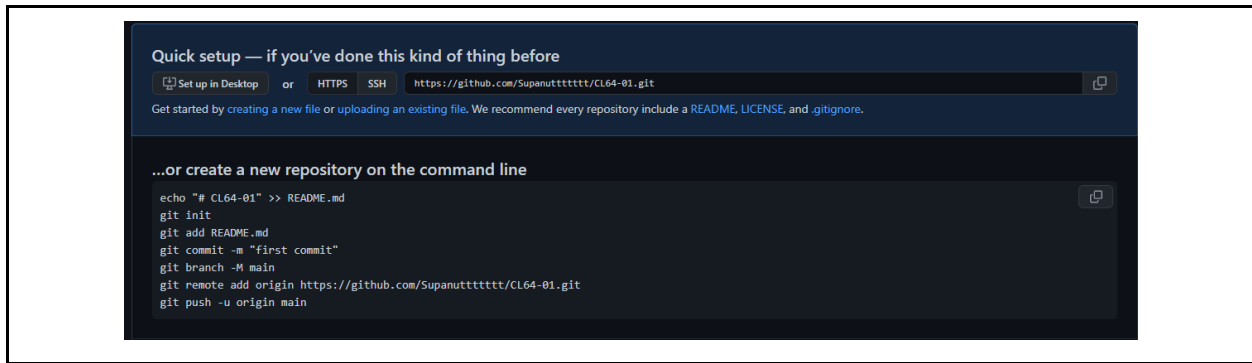 Quick setup — if you've done this kind of thing before
Set up in Desktop or HTTPS SSH https://github.com/Supanuttttttt/CL64-01.git
Get started by creating a new file or uploading an existing file. We recommend every repository include a README, LICENSE, and .gitignore.
...or create a new repository on the command line
echo "# CL64-01" >> README.md
git init
git add README.md
git commit -m "first commit"
git branch -M main
git remote add origin https://github.com/Supanuttttttt/CL64-01.git
git push -u origin main